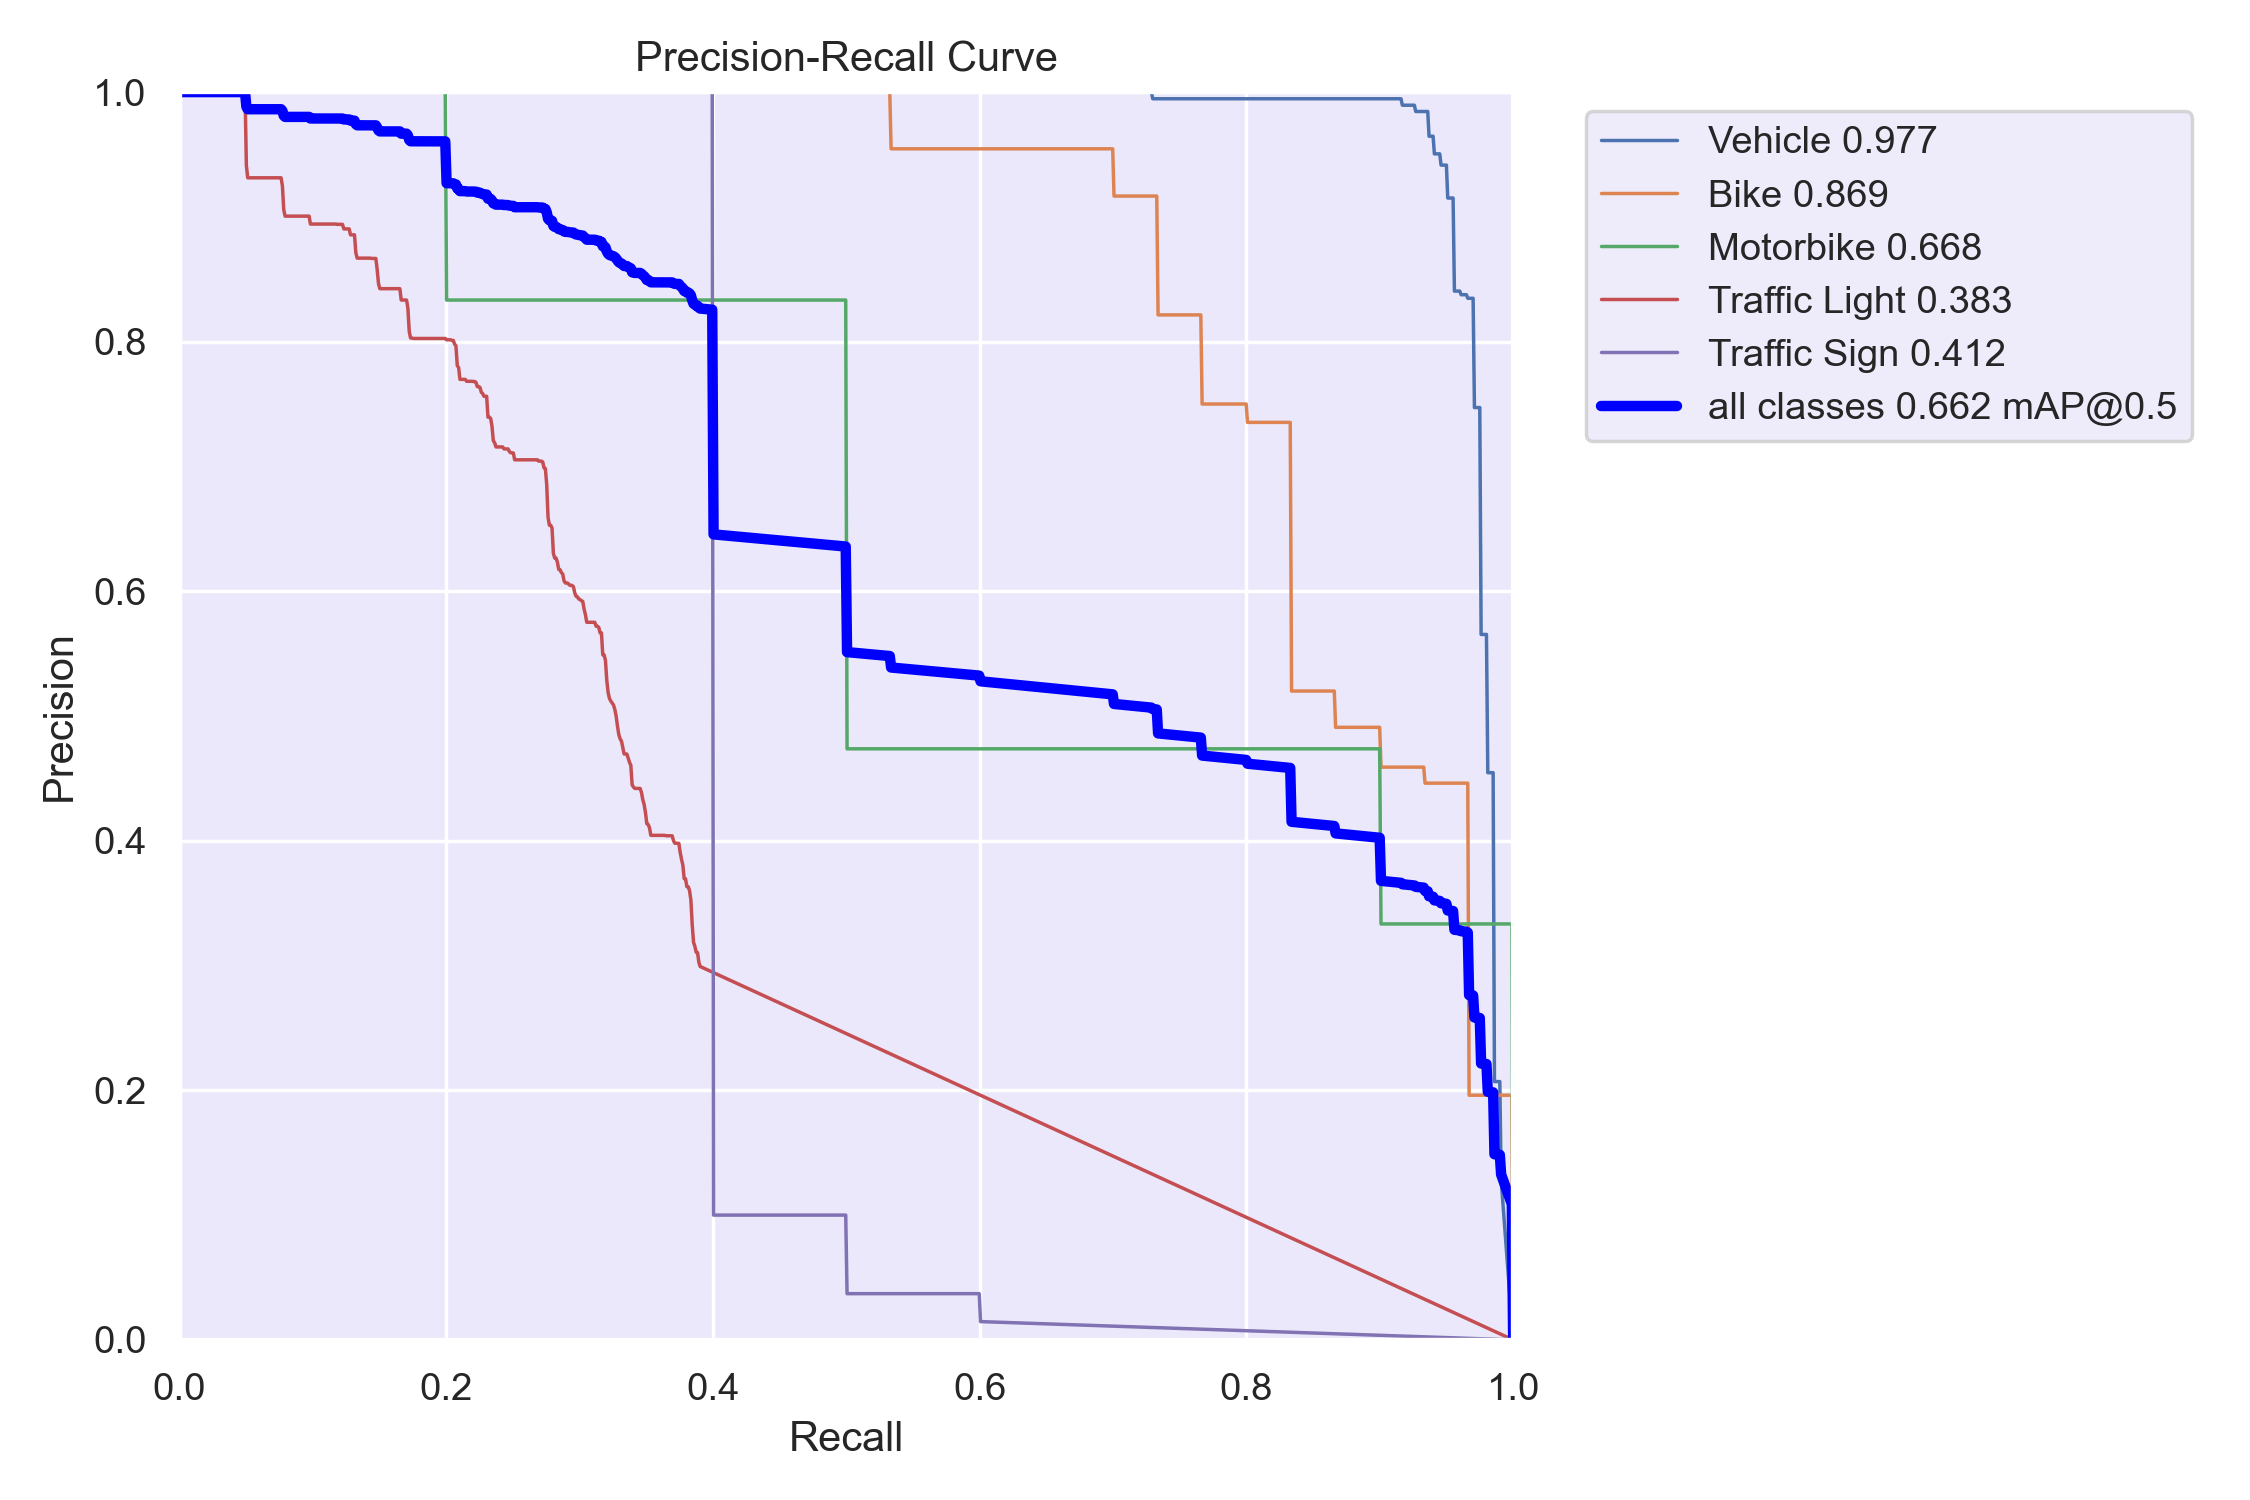 Precision-Recall Curve
1.0
0.8
0.6
0.4
0.2
0.0
Precision
0.0 0.2 0.4 0.6 0.8 1.0
Recall
Vehicle 0.977
Bike 0.869
Motorbike 0.668
Traffic Light 0.383
Traffic Sign 0.412
all classes 0.662 mAP@0.5